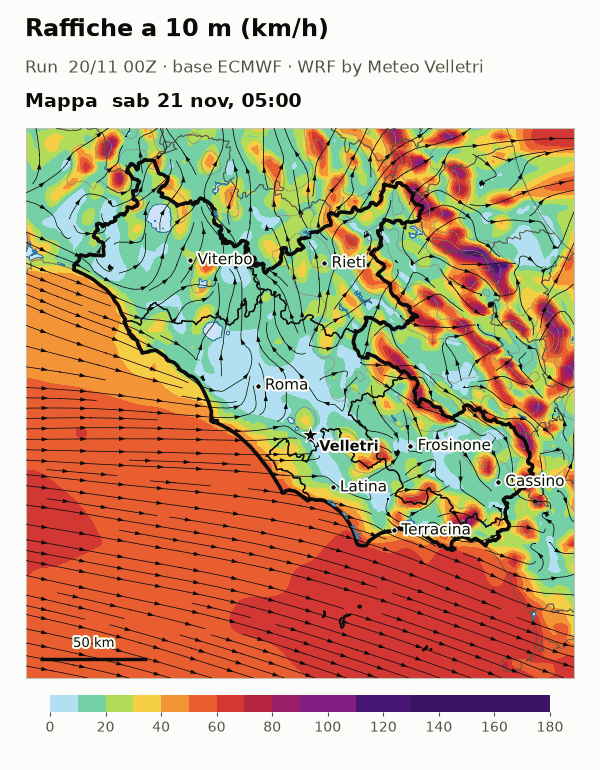 Raffiche a 10 m (km/h)
Run  20/11 00Z · base ECMWF · WRF by Meteo Velletri
Mappa  sab 21 nov, 05:00
Viterbo
Rieti
Roma
Velletri
Frosinone
Latina
Cassino
Terracina
50 km
0 20 40 60 80 100 120 140 160 180